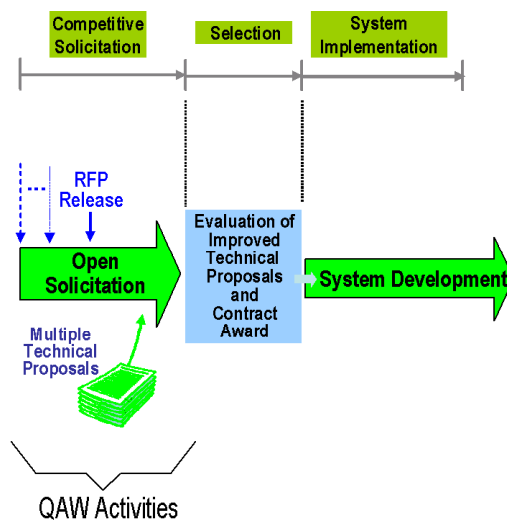 Competitive
Solicitation
Selection
System
Implementation
RFP
Release
Open
Solicitation
Evaluation of
Improved
Technical
Proposals
and
Contract
Award
System Development
Multiple
Technical
Proposals
QAW Activities